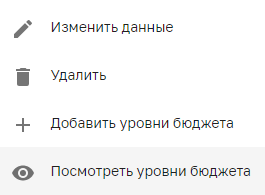 Изменить данные
Удалить
Добавить уровни бюджета
Посмотреть уровни бюджета